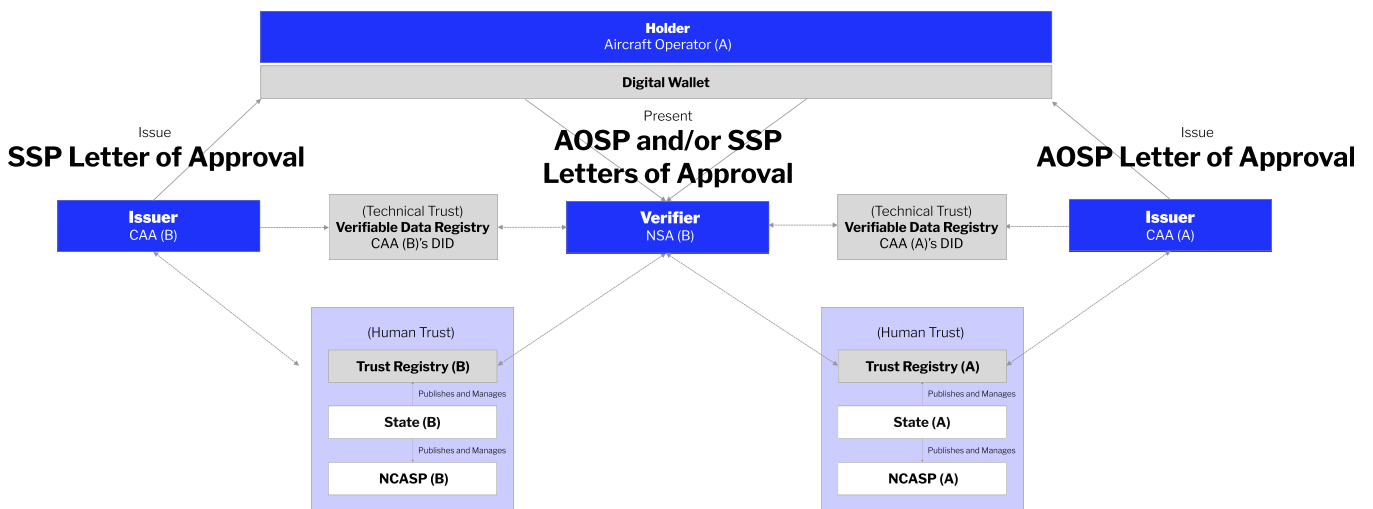 Holder
Aircraft Operator (A)
Digital Wallet
Issue
SSP Letter of Approval
Present
AOSP and/or SSP
Letters of Approval
Issue
AOSP Letter of Approval
Issuer
CAA (B)
(Technical Trust)
Verifiable Data Registry
CAA (B)’s DID
Verifier
NSA (B)
(Technical Trust)
Verifiable Data Registry
CAA (A)’s DID
Issuer
CAA (A)
(Human Trust)
Trust Registry (B)
Publishes and Manages
State (B)
Publishes and Manages
NCASP (B)
(Human Trust)
Trust Registry (A)
Publishes and Manages
State (A)
Publishes and Manages
NCASP (A)